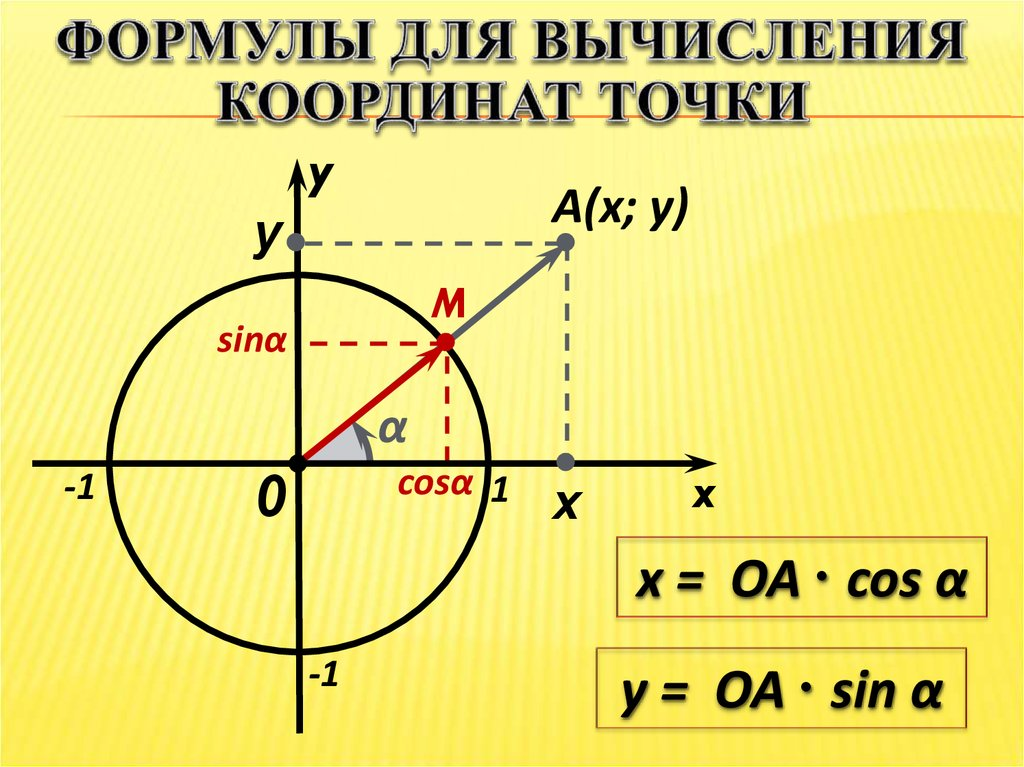 ФОРМУЛЫ ДЛЯ ВЫЧИСЛЕНИЯ
КООРДИНАТ ТОЧКИ
y
A(x; y)
y
M
sinα
α
-1
0
cosα
1
x
x
x = OA · cos α
-1
y = OA · sin α